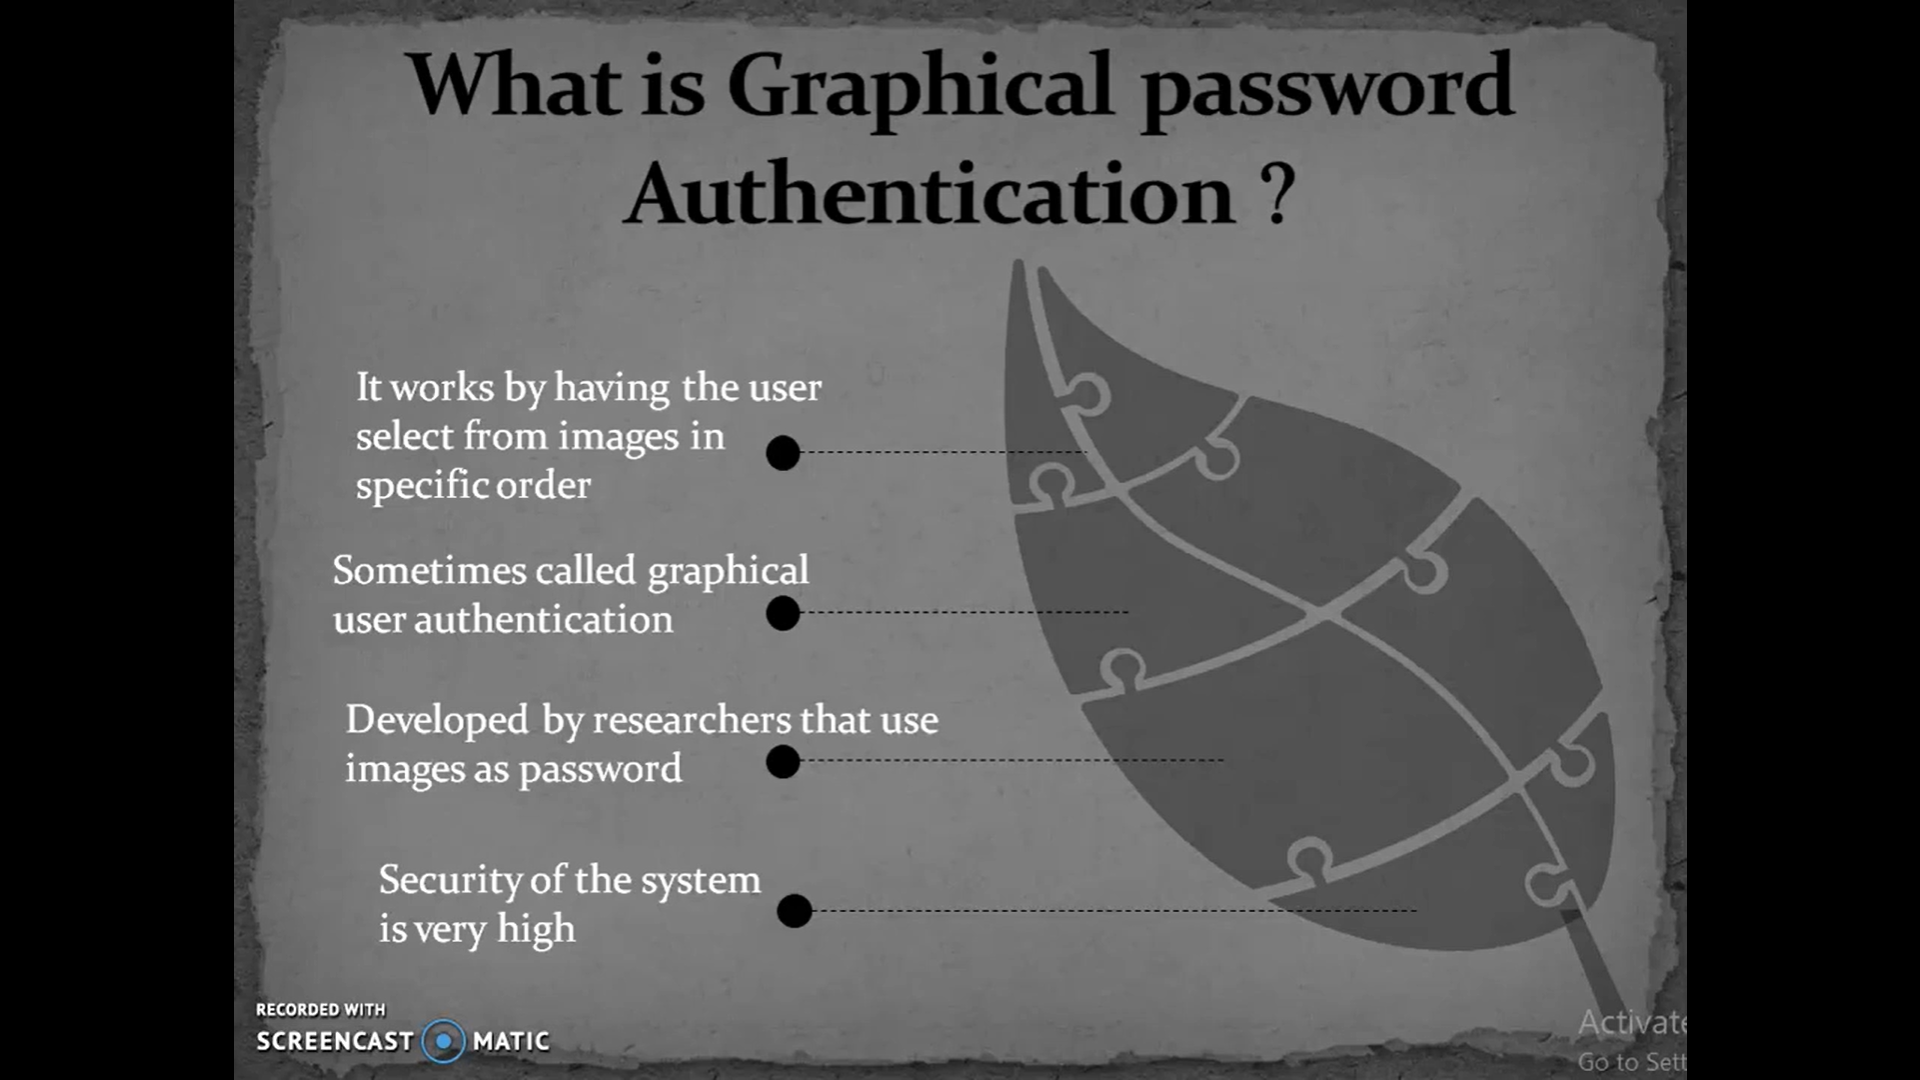 What is Graphical password
Authentication ?
It works by having the user
select from images in
specific order
Sometimes called graphical
user authentication
Developed by researchers that use
images as password
Security of the system
is very high
RECORDED WITH
SCREENCAST MATIC
Activate
Go to Sett